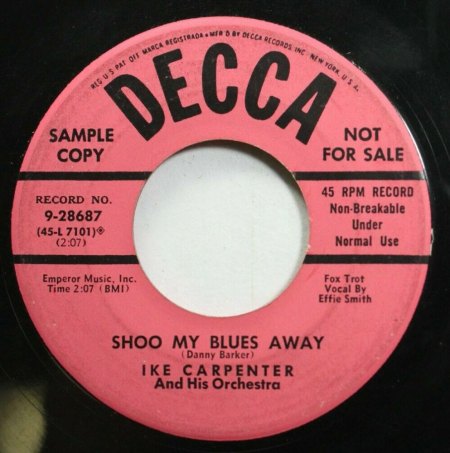 REG U S PAT OFF MARCA REGISTRADA • MF'D BY DECCA RECORDS, INC. NEW YORK, U.S.A.
DECCA
SAMPLE
COPY
NOT
FOR SALE
RECORD NO.
9-28687
(45-L 7101)
(2:07)
45 RPM RECORD
Non-Breakable
Under
Normal Use
Emperor Music, Inc.
Time 2:07 (BMI)
Fox Trot
Vocal By
Effie Smith
SHOO MY BLUES AWAY
(Danny Barker)
IKE CARPENTER
And His Orchestra